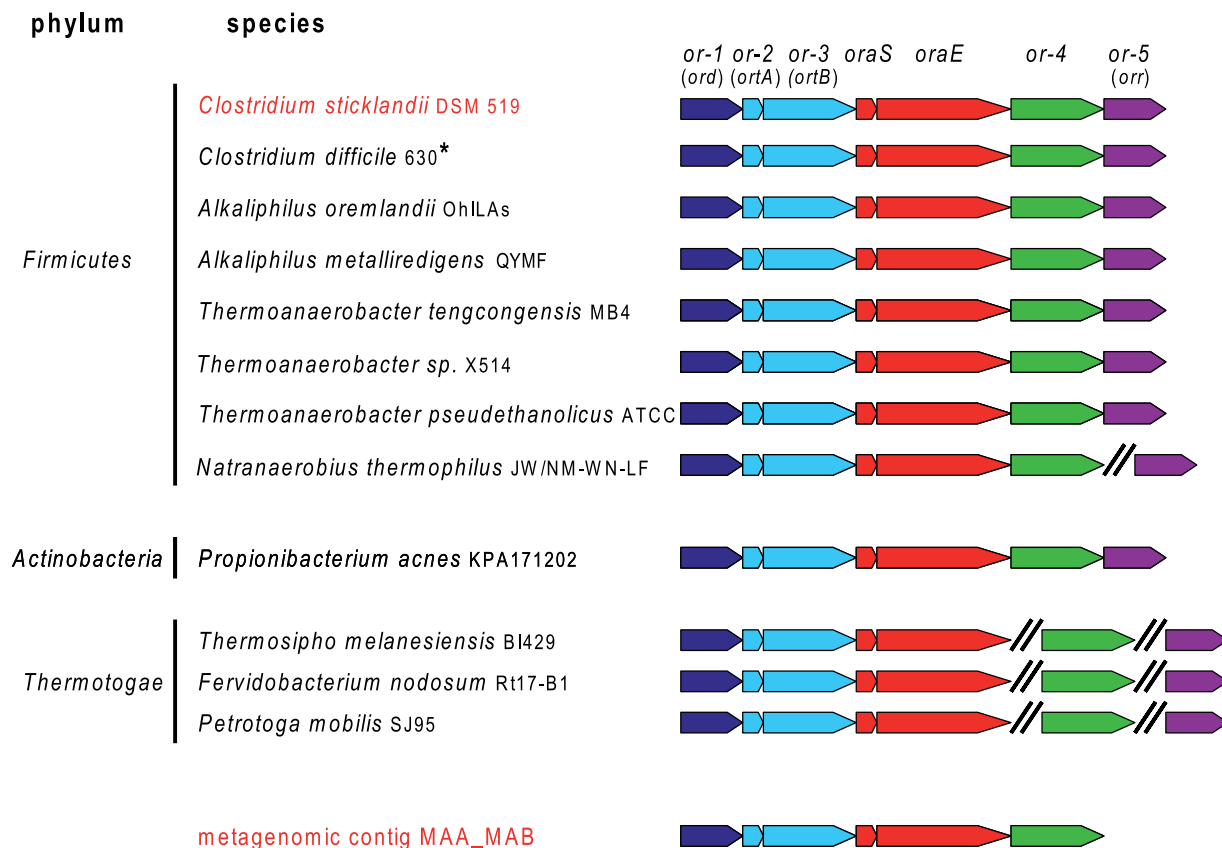 phylum species
or-1 or-2 or-3 oraS oraE or-4 or-5
(ord) (ortA) (ortB) (orr)
Clostridium sticklandii DSM 519
Clostridium difficile 630*
Alkaliphilus oremlandii OhILAs
Firmicutes Alkaliphilus metalliredigens QYMF
Thermoanaerobacter tengcongensis MB4
Thermoanaerobacter sp. X514
Thermoanaerobacter pseudethanolicus ATCC
Natranaerobius thermophilus JW/NM-WN-LF
Actinobacteria Propionibacterium acnes KPA171202
Thermosipho melanesiensis BI429
Thermotogae Fervidobacterium nodosum Rt17-B1
Petrotoga mobilis SJ95
metagenomic contig MAA_MAB